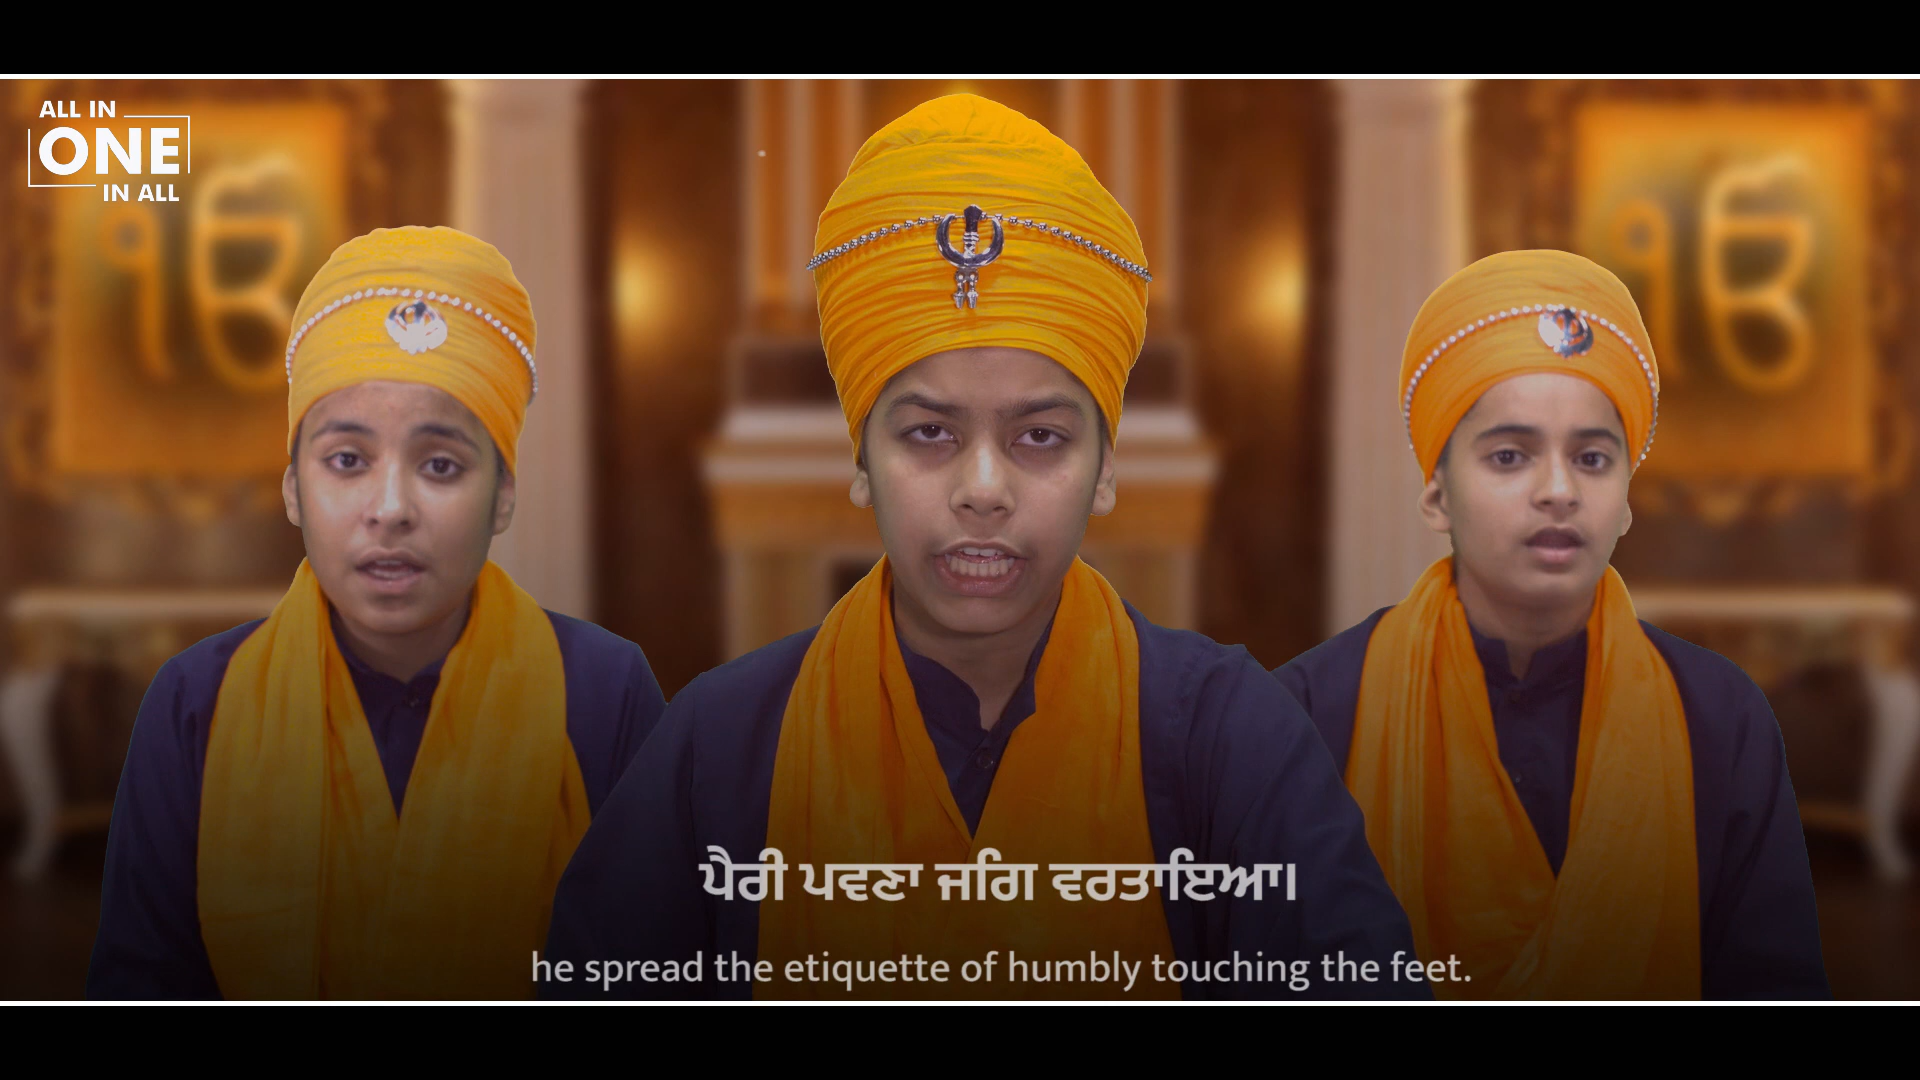 ALL IN
ONE
IN ALL
ੴ
ੴ
ਪੈਰੀ ਪਵਣਾ ਜਗਿ ਵਰਤਾਇਆ।
he spread the etiquette of humbly touching the feet.